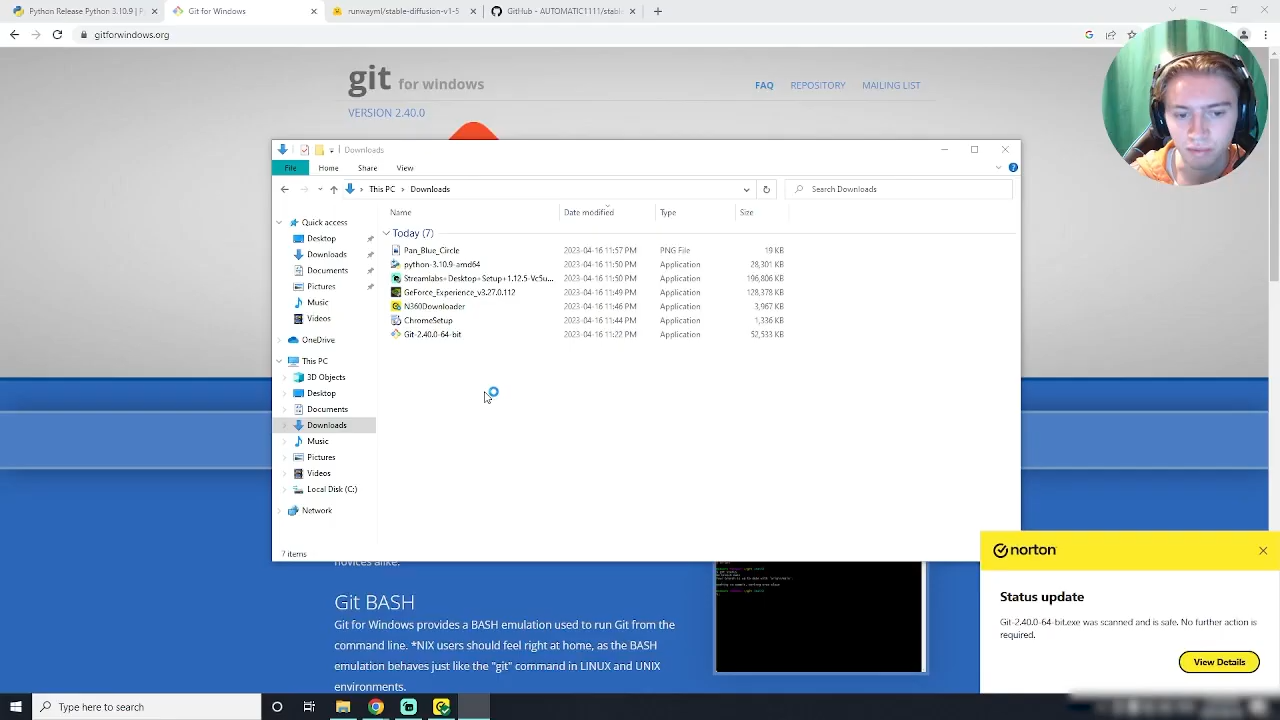 Python Release Python 3.10.9 | P
Git for Windows
runwayml/stable-diffusion-v1-5
GitHub - AUTOMATIC1111/stable
gitforwindows.org
git for windows
FAQ
REPOSITORY
MAILING LIST
VERSION 2.40.0
Downloads
File
Home
Share
View
This PC
Downloads
Search Downloads
Name
Date modified
Type
Size
Quick access
Desktop
Downloads
Documents
Pictures
Music
Videos
OneDrive
This PC
3D Objects
Desktop
Documents
Downloads
Music
Pictures
Videos
Local Disk (C:)
Network
Today (7)
Pan_Blue_Circle 2023-04-16 11:57 PM PNG File 19 KB
python-3.10.9-amd64 2023-04-16 11:50 PM Application 28,301 KB
Streamlabs+Desktop+Setup+1.12.5-Vc5u... 2023-04-16 11:50 PM Application 196,806 KB
GeForce_Experience_v3.27.0.112 2023-04-16 11:49 PM Application 128,378 KB
N360Downloader 2023-04-16 11:46 PM Application 3,967 KB
ChromeSetup 2023-04-16 11:44 PM Application 1,336 KB
Git-2.40.0-64-bit 2023-04-16 11:22 PM Application 52,533 KB
7 items
novices alike.
Git BASH
Git for Windows provides a BASH emulation used to run Git from the
command line. *NIX users should feel right at home, as the BASH
emulation behaves just like the "git" command in LINUX and UNIX
environments.
norton
Status update
Git-2.40.0-64-bit.exe was scanned and is safe. No further action is
required.
View Details
Type here to search